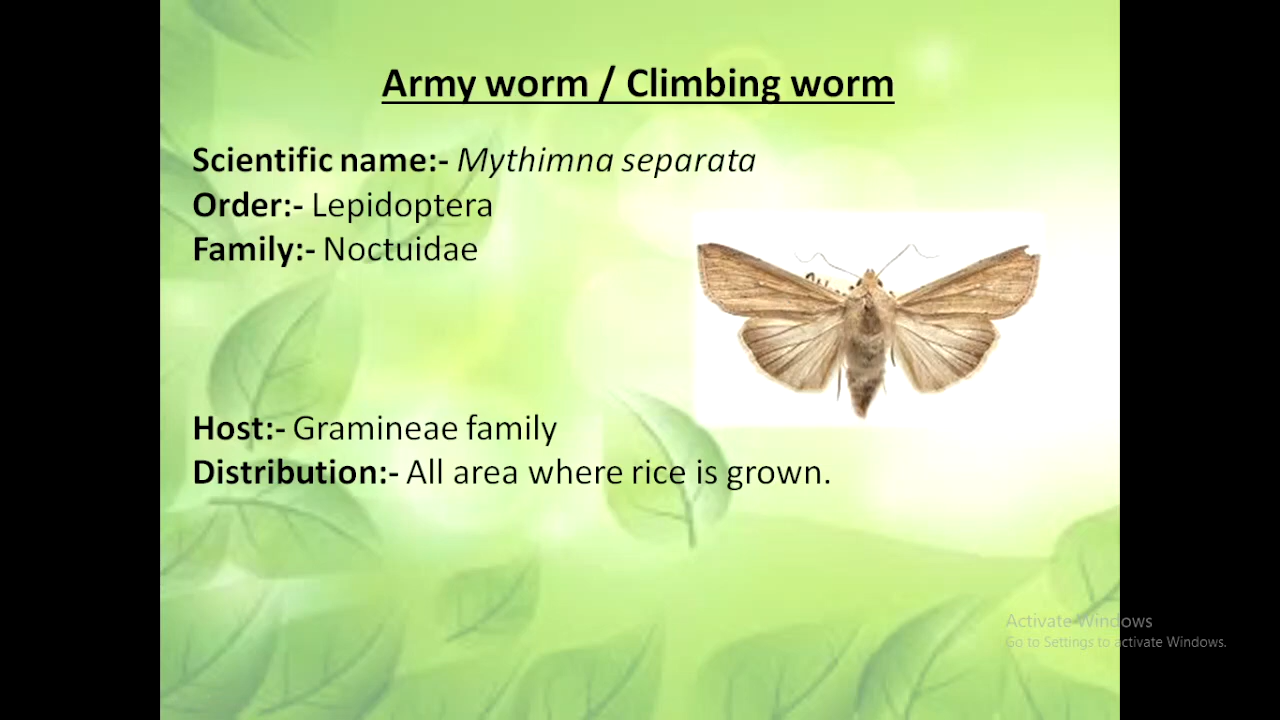 Army worm / Climbing worm
Scientific name:- Mythimna separata
Order:- Lepidoptera
Family:- Noctuidae
Host:- Gramineae family
Distribution:- All area where rice is grown.
Activate Windows
Go to Settings to activate Windows.